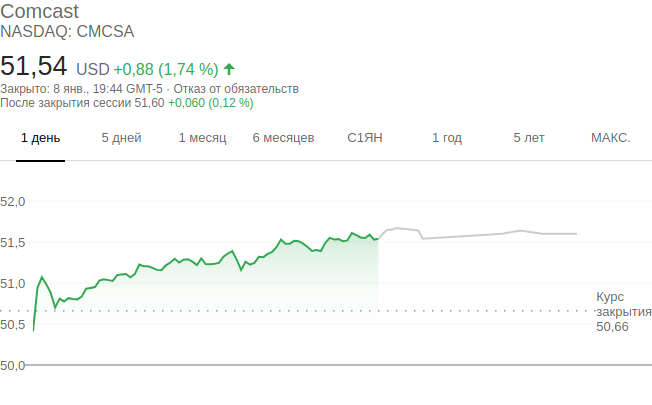 Comcast
NASDAQ: CMCSA
51,54 USD +0,88 (1,74 %)
Закрыто: 8 янв., 19:44 GMT-5 · Отказ от обязательств
После закрытия сессии 51,60 +0,060 (0,12 %)
1 день 5 дней 1 месяц 6 месяцев С1ЯН 1 год 5 лет МАКС.
52,0
51,5
51,0
50,5
50,0
Курс
закрытия
50,66